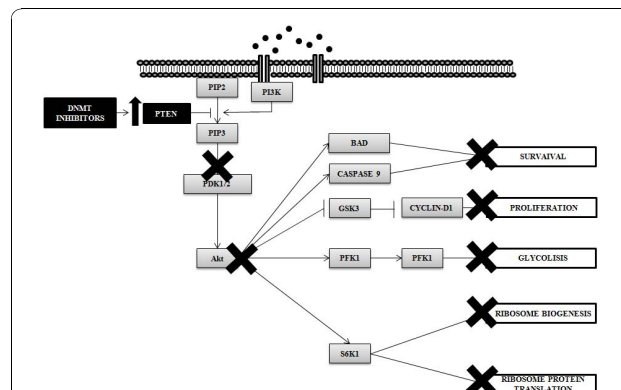 PIP2
PI3K
DNMT
INHIBITORS
PTEN
PIP3
BAD
SURVAIVAL
CASPASE 9
PDK1/2
GSK3
CYCLIN-D1
PROLIFERATION
Akt
PFK1
PFK1
GLYCOLISIS
RIBOSOME BIOGENESIS
S6K1
RIBOSOME PROTEIN
TRANSLATION